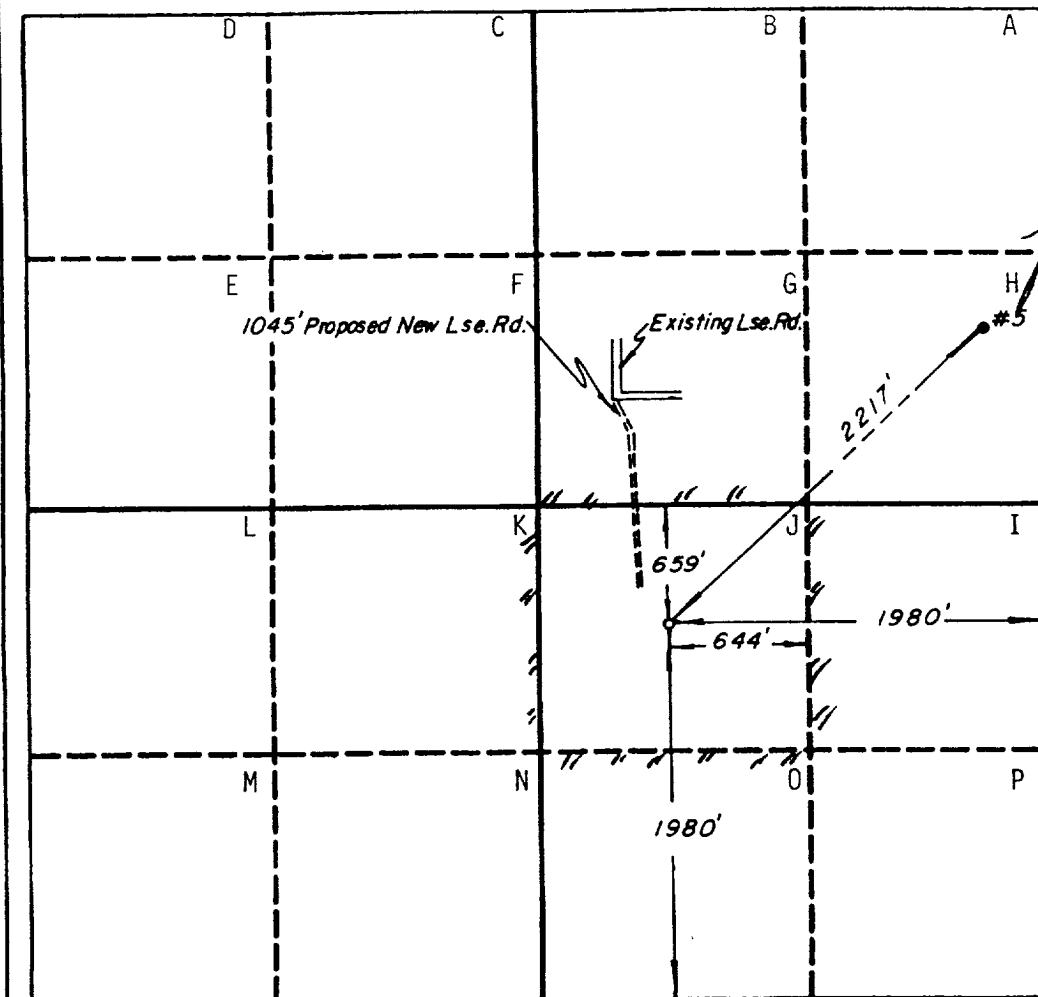 D C B A
E F G H
1045' Proposed New Lse. Rd.
Existing Lse. Rd.
#5
2217'
L K J I
659'
1980'
644'
M N O P
1980'